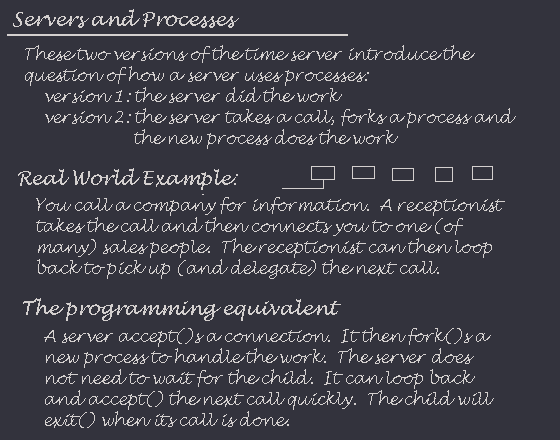 Servers and Processes
These two versions of the time server introduce the
question of how a server uses processes:
version 1: the server did the work
version 2: the server takes a call, forks a process and
the new process does the work
Real World Example:
You call a company for information. A receptionist
takes the call and then connects you to one (of
many) sales people. The receptionist can then loop
back to pick up (and delegate) the next call.
The programming equivalent
A server accept()s a connection. It then fork()s a
new process to handle the work. The server does
not need to wait for the child. It can loop back
and accept() the next call quickly. The child will
exit() when its call is done.